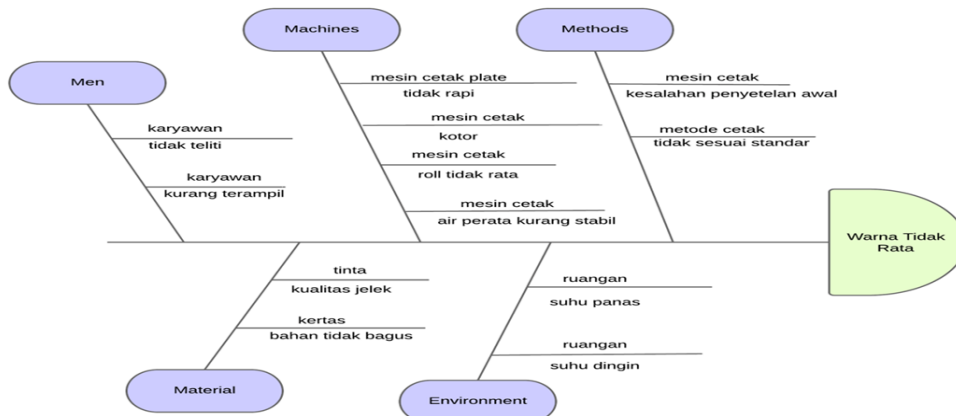 Machines
Methods
Men
mesin cetak plate
tidak rapi
mesin cetak
kotor
mesin cetak
roll tidak rata
mesin cetak
air perata kurang stabil
mesin cetak
kesalahan penyetelan awal
metode cetak
tidak sesuai standar
karyawan
tidak teliti
karyawan
kurang terampil
Warna Tidak
Rata
tinta
kualitas jelek
kertas
bahan tidak bagus
ruangan
suhu panas
ruangan
suhu dingin
Material
Environment